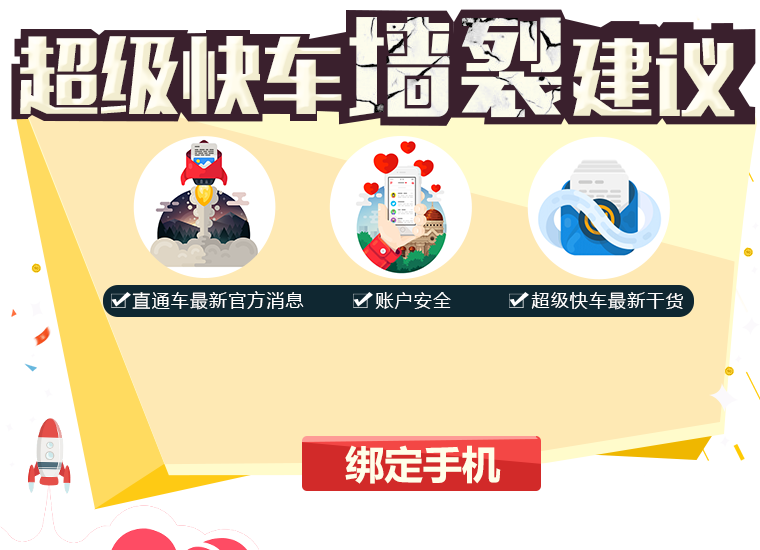 超级快车墙裂建议
直通车最新官方消息
账户安全
超级快车最新干货
绑定手机